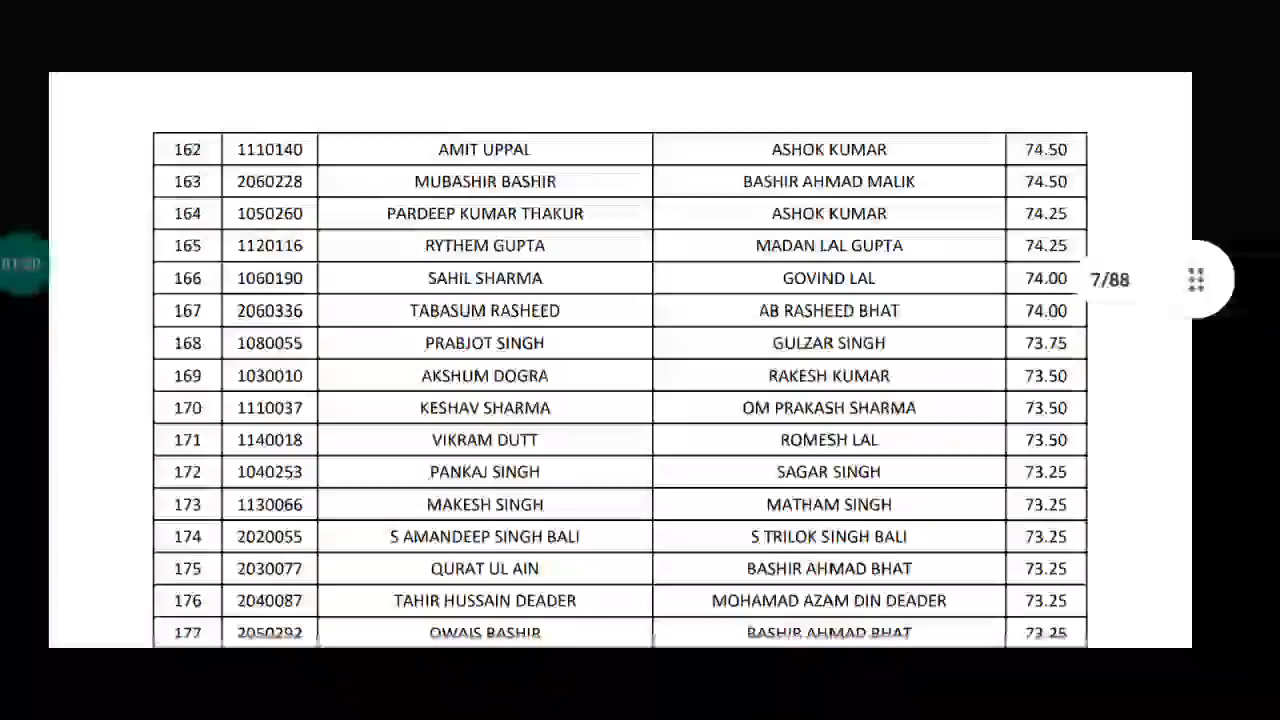 162 1110140 AMIT UPPAL ASHOK KUMAR 74.50
163 2060228 MUBASHIR BASHIR BASHIR AHMAD MALIK 74.50
164 1050260 PARDEEP KUMAR THAKUR ASHOK KUMAR 74.25
165 1120116 RYTHEM GUPTA MADAN LAL GUPTA 74.25
166 1060190 SAHIL SHARMA GOVIND LAL 74.00
7/88
167 2060336 TABASUM RASHEED AB RASHEED BHAT 74.00
168 1080055 PRABJOT SINGH GULZAR SINGH 73.75
169 1030010 AKSHUM DOGRA RAKESH KUMAR 73.50
170 1110037 KESHAV SHARMA OM PRAKASH SHARMA 73.50
171 1140018 VIKRAM DUTT ROMESH LAL 73.50
172 1040253 PANKAJ SINGH SAGAR SINGH 73.25
173 1130066 MAKESH SINGH MATHAM SINGH 73.25
174 2020055 S AMANDEEP SINGH BALI S TRILOK SINGH BALI 73.25
175 2030077 QURAT UL AIN BASHIR AHMAD BHAT 73.25
176 2040087 TAHIR HUSSAIN DEADER MOHAMAD AZAM DIN DEADER 73.25
177 2050292 OWAIS BASHIR BASHIR AHMAD BHAT 73.25